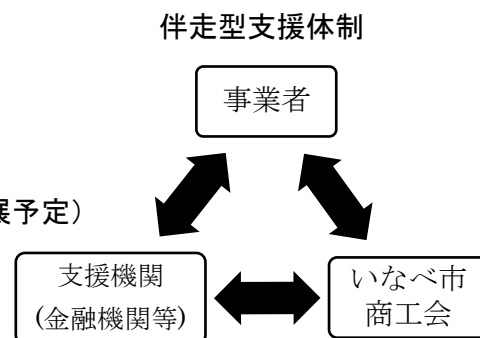 伴走型支援体制
事業者
展予定）
支援機関
(金融機関等)
いなべ市
商工会